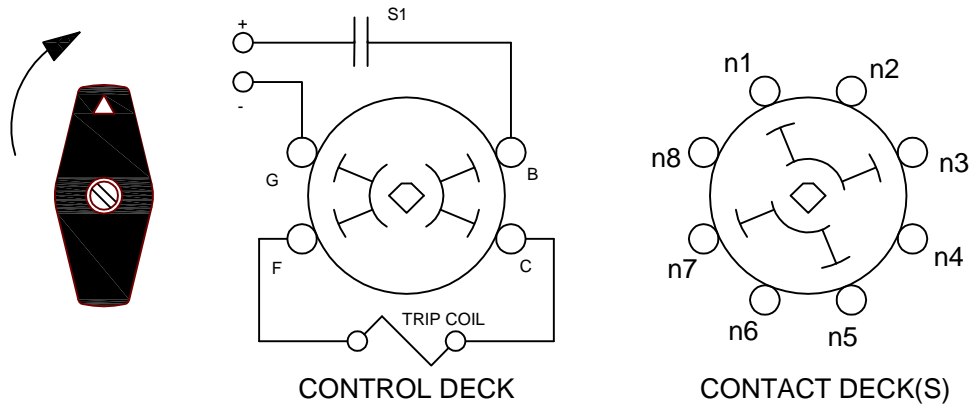 S1
+
-
G
B
F
C
TRIP COIL
CONTROL DECK
n1
n2
n3
n4
n5
n6
n7
n8
CONTACT DECK(S)